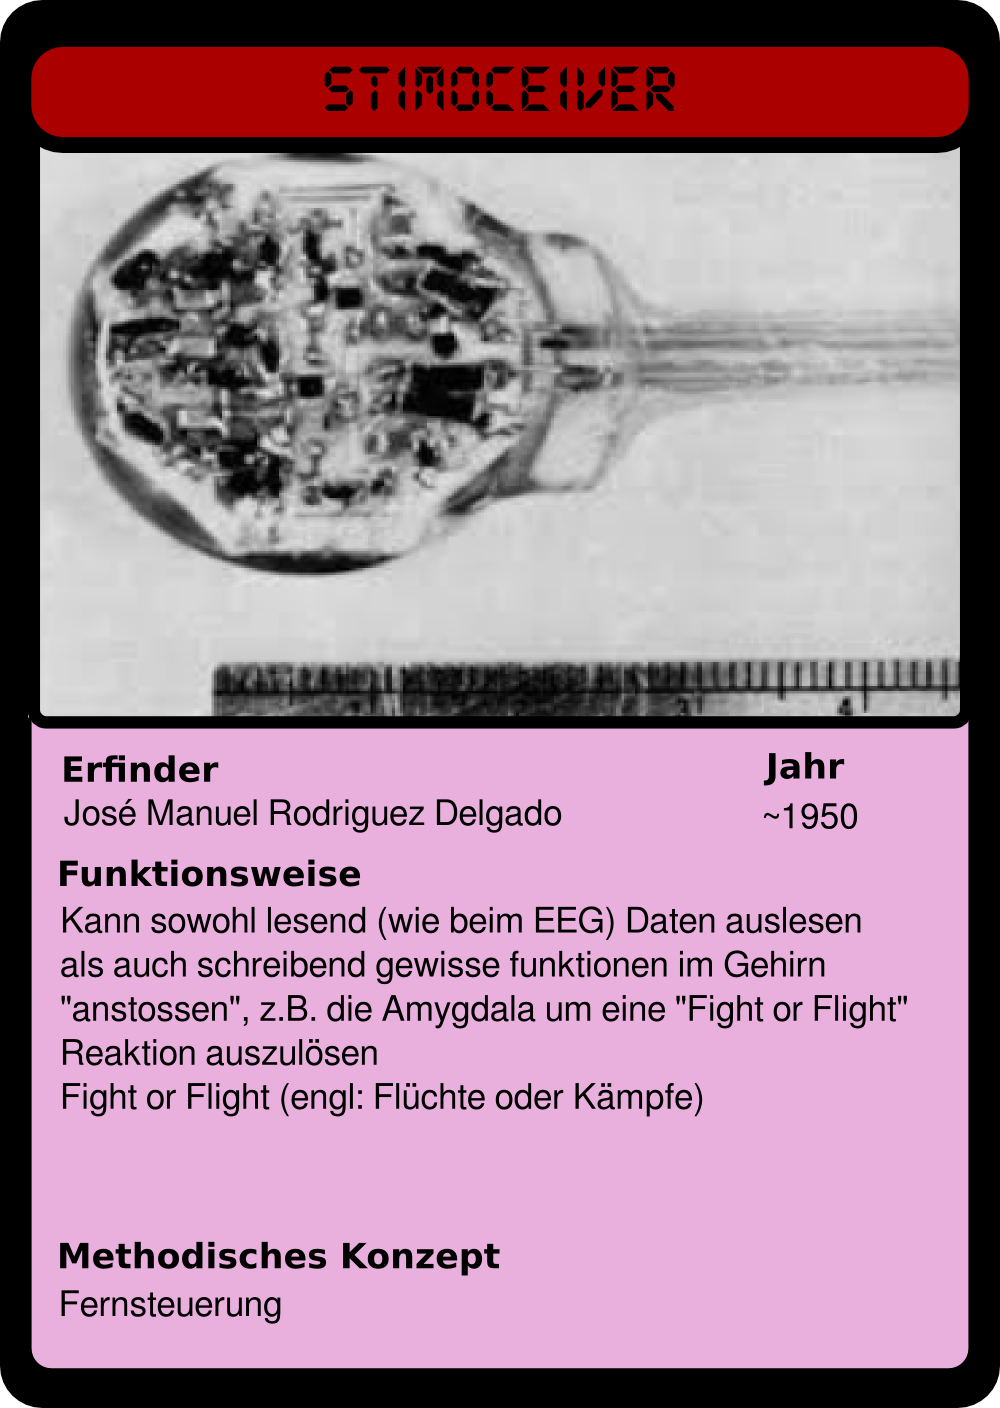 STIMOCEIVER
3
4
Erfinder
Jahr
José Manuel Rodriguez Delgado
~1950
Funktionsweise
Kann sowohl lesend (wie beim EEG) Daten auslesen
als auch schreibend gewisse funktionen im Gehirn
"anstossen", z.B. die Amygdala um eine "Fight or Flight"
Reaktion auszulösen
Fight or Flight (engl: Flüchte oder Kämpfe)
Methodisches Konzept
Fernsteuerung